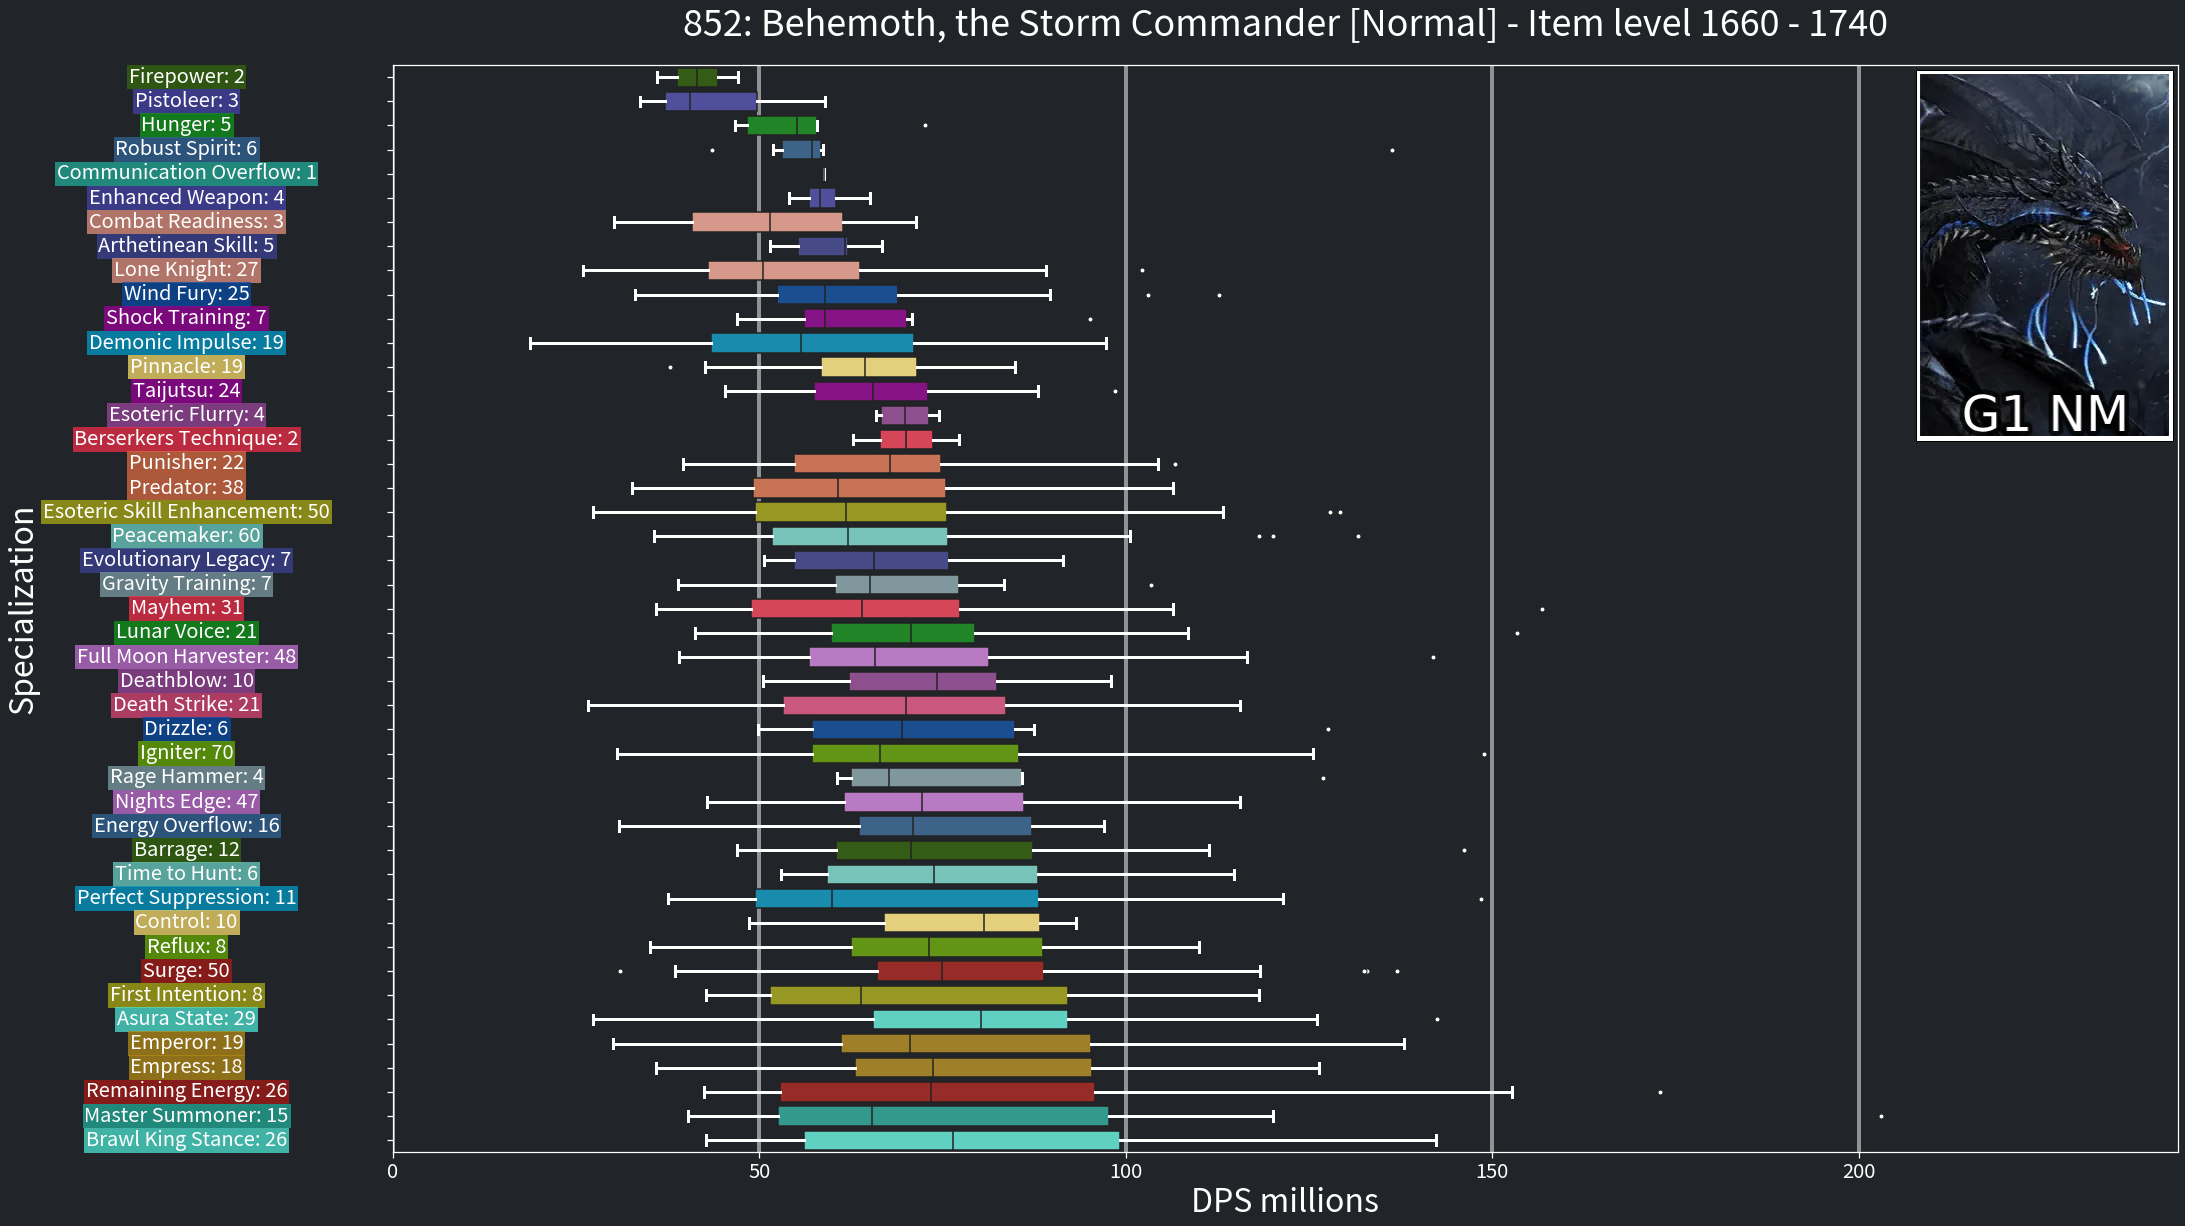 852: Behemoth, the Storm Commander [Normal] - Item level 1660 - 1740
Specialization
Firepower: 2
Pistoleer: 3
Hunger: 5
Robust Spirit: 6
Communication Overflow: 1
Enhanced Weapon: 4
Combat Readiness: 3
Arthetinean Skill: 5
Lone Knight: 27
Wind Fury: 25
Shock Training: 7
Demonic Impulse: 19
Pinnacle: 19
Taijutsu: 24
Esoteric Flurry: 4
Berserkers Technique: 2
Punisher: 22
Predator: 38
Esoteric Skill Enhancement: 50
Peacemaker: 60
Evolutionary Legacy: 7
Gravity Training: 7
Mayhem: 31
Lunar Voice: 21
Full Moon Harvester: 48
Deathblow: 10
Death Strike: 21
Drizzle: 6
Igniter: 70
Rage Hammer: 4
Nights Edge: 47
Energy Overflow: 16
Barrage: 12
Time to Hunt: 6
Perfect Suppression: 11
Control: 10
Reflux: 8
Surge: 50
First Intention: 8
Asura State: 29
Emperor: 19
Empress: 18
Remaining Energy: 26
Master Summoner: 15
Brawl King Stance: 26
G1 NM
0 50 100 150 200
DPS millions